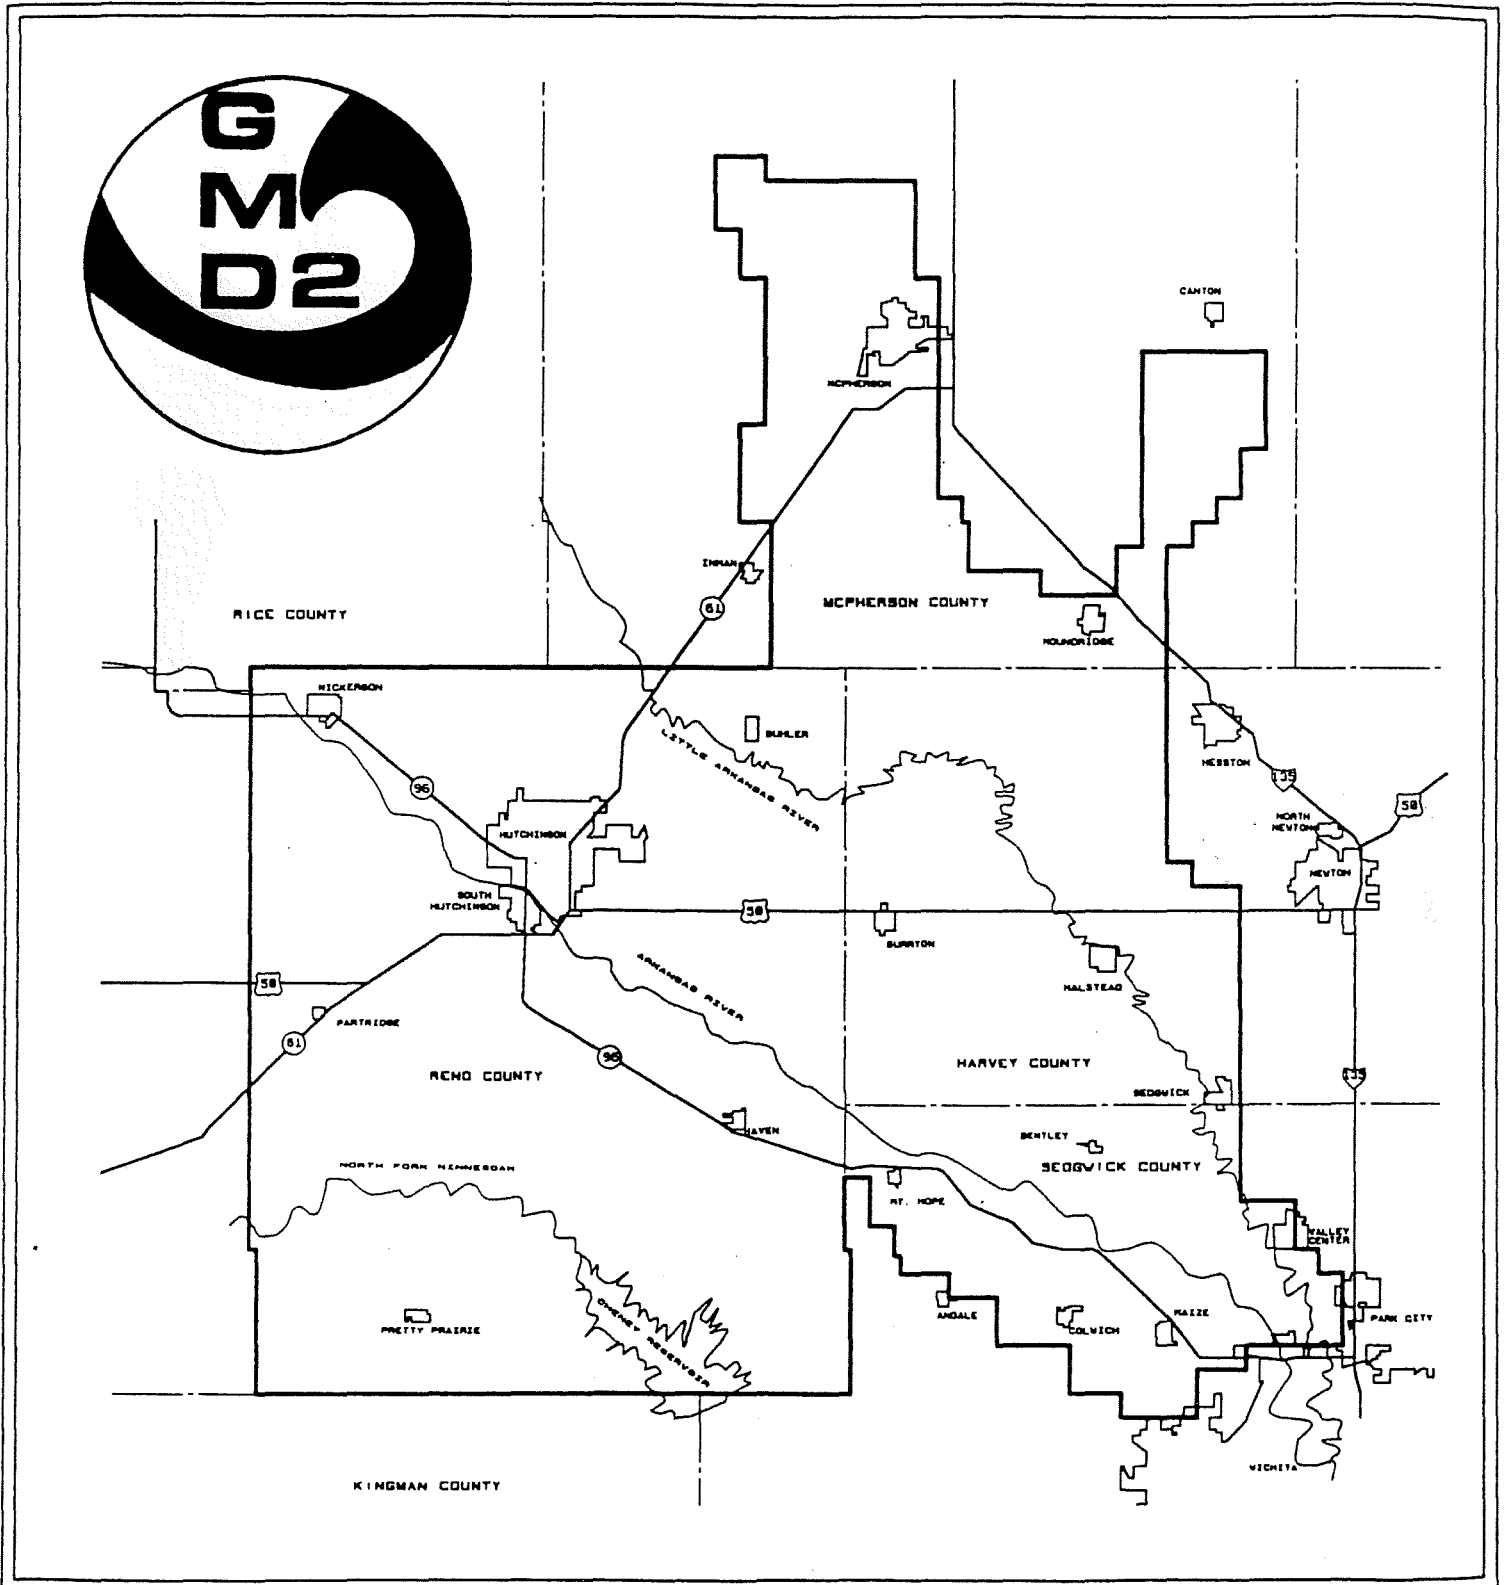 G
M
D2
CANTON
MCPHERSON
INMAN
61
RICE COUNTY
MCPHERSON COUNTY
MOUNDRIDGE
NICKERSON
BUHLER
LITTLE ARKANSAS RIVER
HESSTON
135
96
50
HUTCHINSON
NORTH
NEWTON
NEWTON
SOUTH
HUTCHINSON
50
BURRTON
ARKANSAS RIVER
HALSTEAD
50
PARTRIDGE
61
96
HARVEY COUNTY
RENO COUNTY
135
SEDGWICK
HAVEN
BENTLEY
SEDGWICK COUNTY
NORTH FORK NINNESCAH
MT. HOPE
VALLEY
CENTER
CHENEY RESERVOIR
ANDALE
COLWICH
MAIZE
PARK CITY
PRETTY PRAIRIE
WICHITA
KINGMAN COUNTY